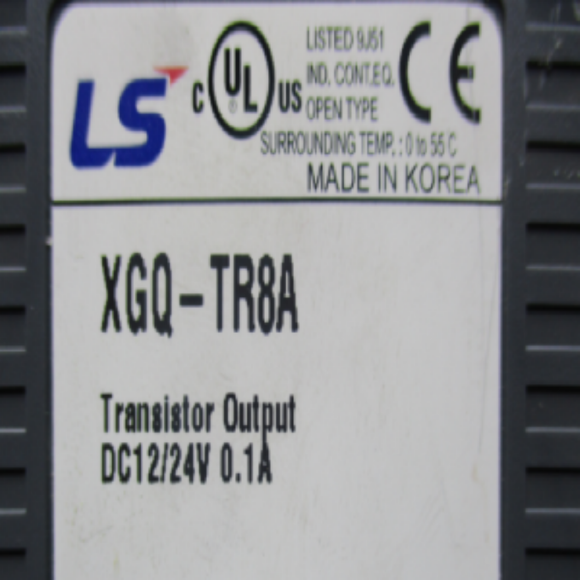 LS
C UL US
®
LISTED 9J51
IND. CONT.EQ.
OPEN TYPE
CE
SURROUNDING TEMP. : 0 to 55 C
MADE IN KOREA
XGQ-TR8A
Transistor Output
DC12/24V 0.1A